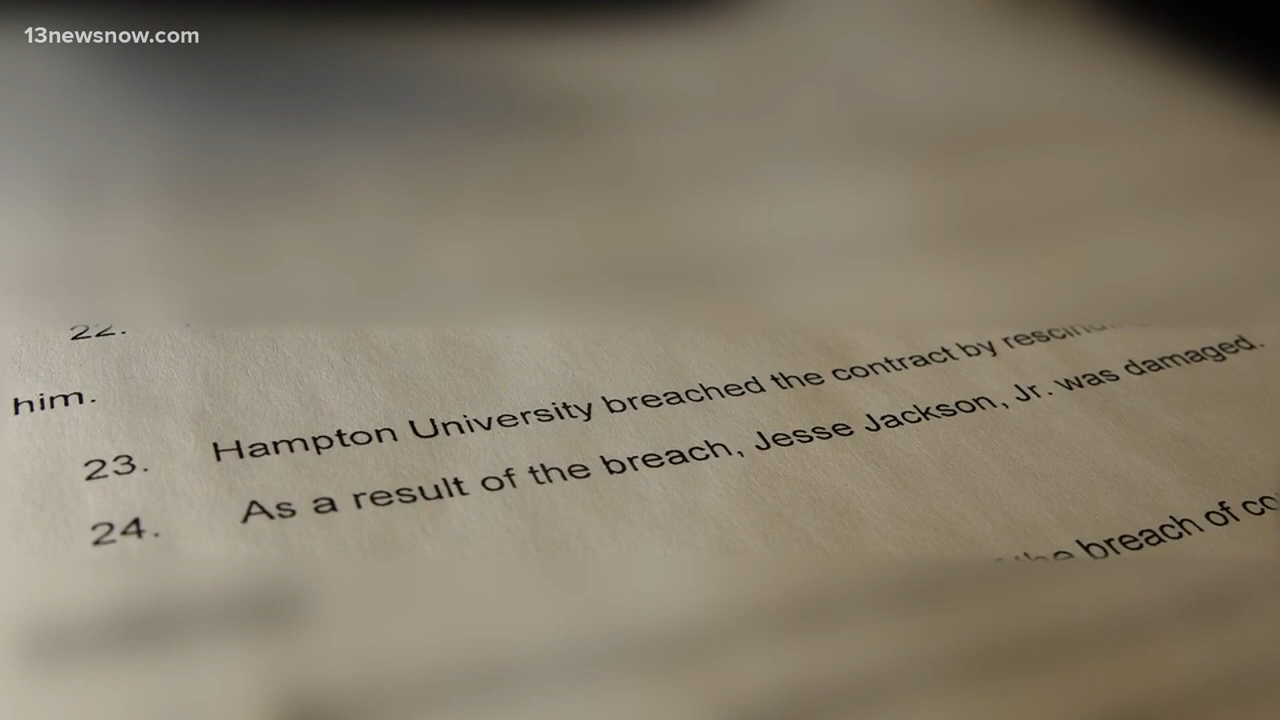 13newsnow.com
22.
him.
23. Hampton University breached the contract by
24. As a result of the breach, Jesse Jackson, Jr. was damaged.
the breach of